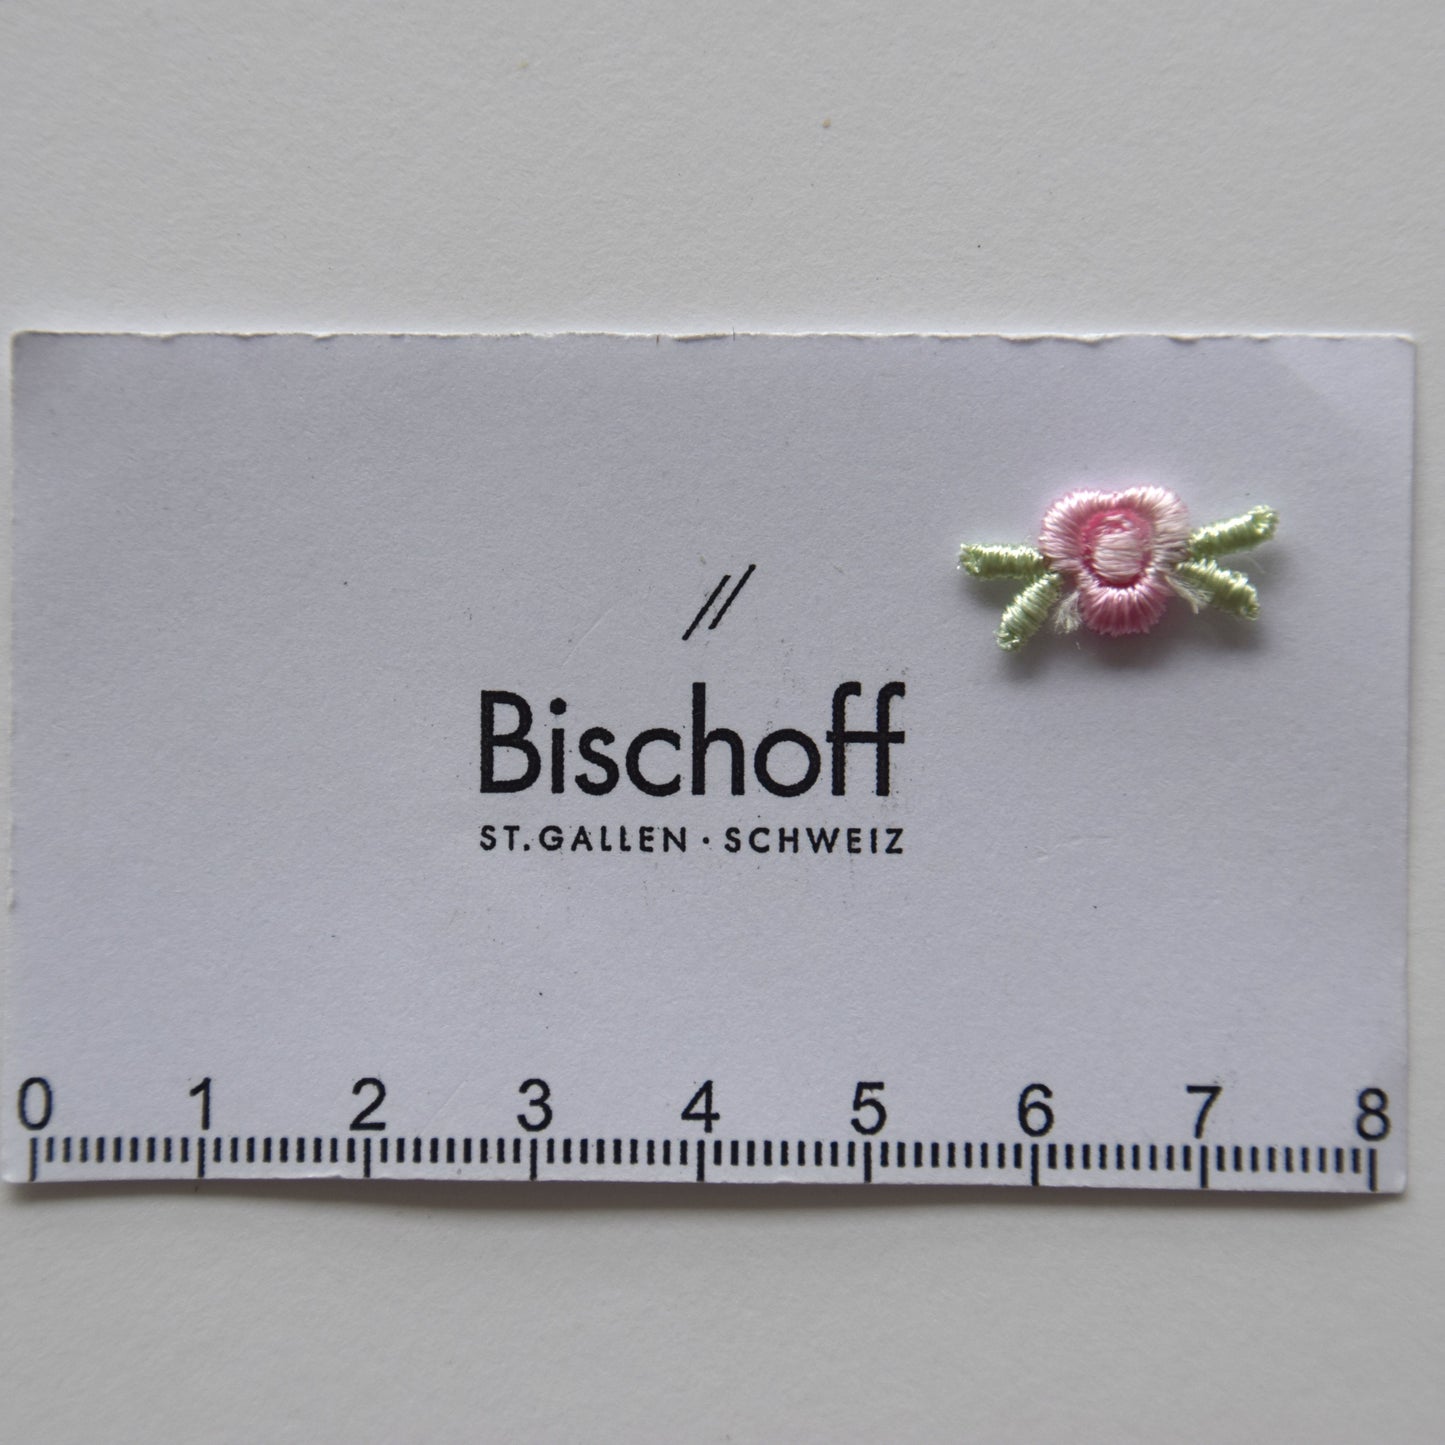 Bischoff
ST. GALLEN · SCHWEIZ
0 1 2 3 4 5 6 7 8